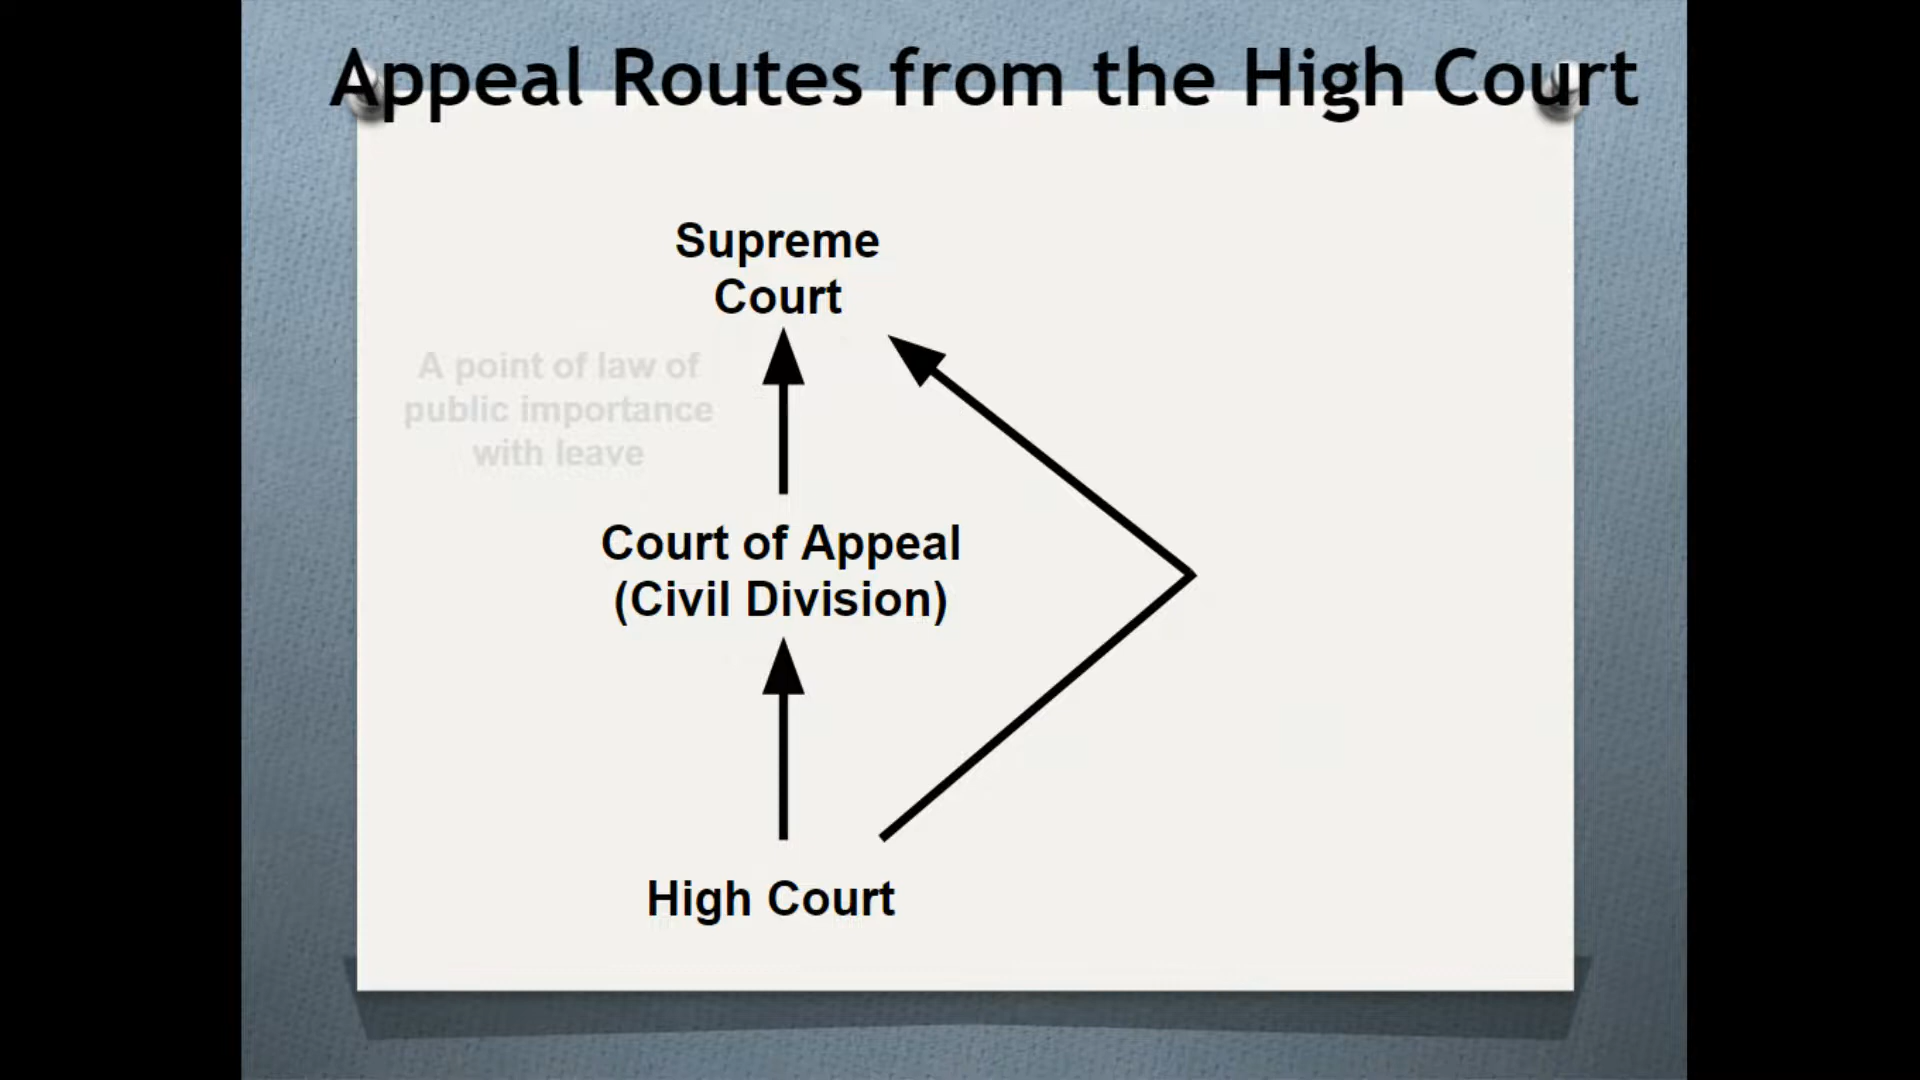 Appeal Routes from the High Court
Supreme
Court
A point of law of
public importance
with leave
Court of Appeal
(Civil Division)
High Court